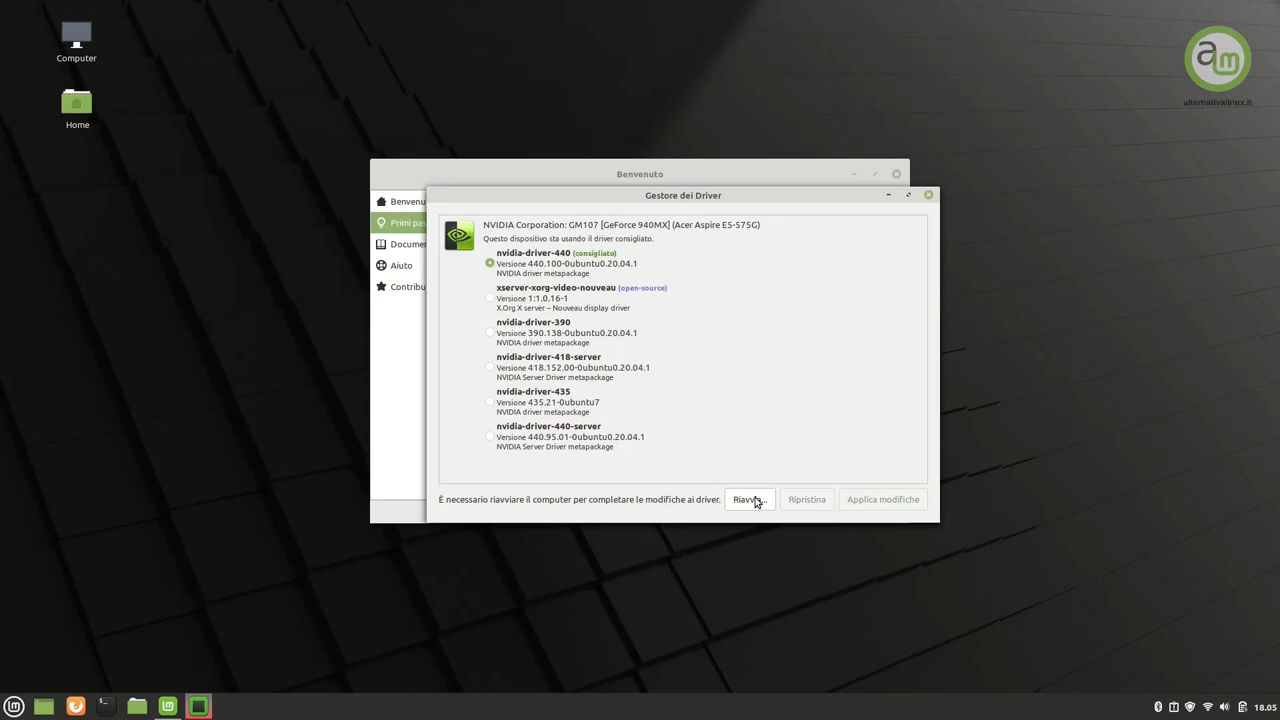 Computer
Home
alternativalinux.it
Benvenuto
Benvenu
Primi pas
Documen
Aiuto
Contribu
Gestore dei Driver
NVIDIA Corporation: GM107 [GeForce 940MX] (Acer Aspire E5-575G)
Questo dispositivo sta usando il driver consigliato.
nvidia-driver-440 (consigliato)
Versione 440.100-0ubuntu0.20.04.1
NVIDIA driver metapackage
xserver-xorg-video-nouveau (open-source)
Versione 1:1.0.16-1
X.Org X server – Nouveau display driver
nvidia-driver-390
Versione 390.138-0ubuntu0.20.04.1
NVIDIA driver metapackage
nvidia-driver-418-server
Versione 418.152.00-0ubuntu0.20.04.1
NVIDIA Server Driver metapackage
nvidia-driver-435
Versione 435.21-0ubuntu7
NVIDIA driver metapackage
nvidia-driver-440-server
Versione 440.95.01-0ubuntu0.20.04.1
NVIDIA Server Driver metapackage
È necessario riavviare il computer per completare le modifiche ai driver. Riavvia... Ripristina Applica modifiche
18.05